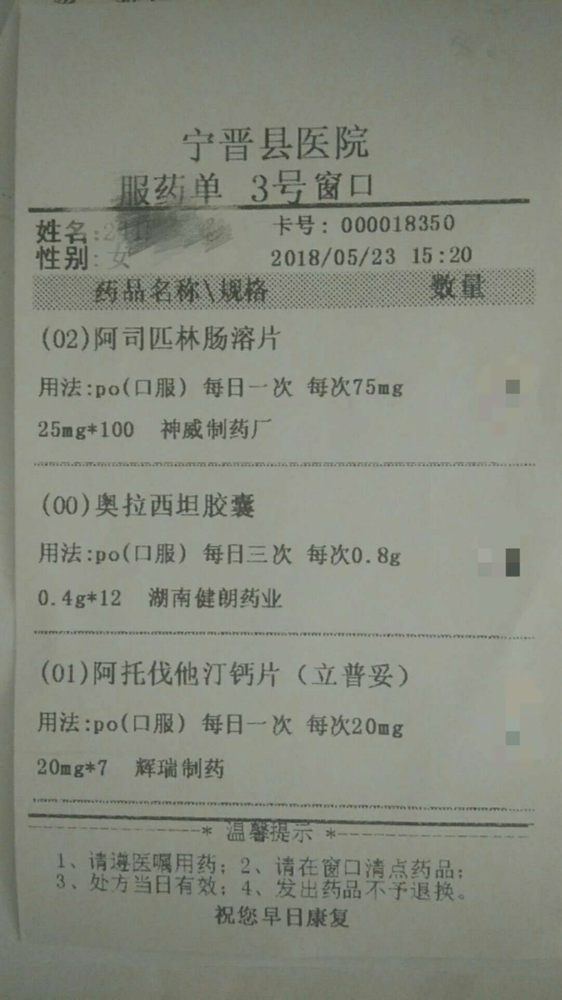 宁晋县医院
服药单 3号窗口
姓名: 卡号: 000018350
性别:女 2018/05/23 15:20
药品名称\规格 数量
(02)阿司匹林肠溶片
用法:po(口服) 每日一次 每次75mg
25mg*100 神威制药厂
(00)奥拉西坦胶囊
用法:po(口服) 每日三次 每次0.8g
0.4g*12 湖南健朗药业
(01)阿托伐他汀钙片（立普妥）
用法:po(口服) 每日一次 每次20mg
20mg*7 辉瑞制药
* 温馨提示 *
1、请遵医嘱用药; 2、请在窗口清点药品;
3、处方当日有效; 4、发出药品不予退换。
祝您早日康复